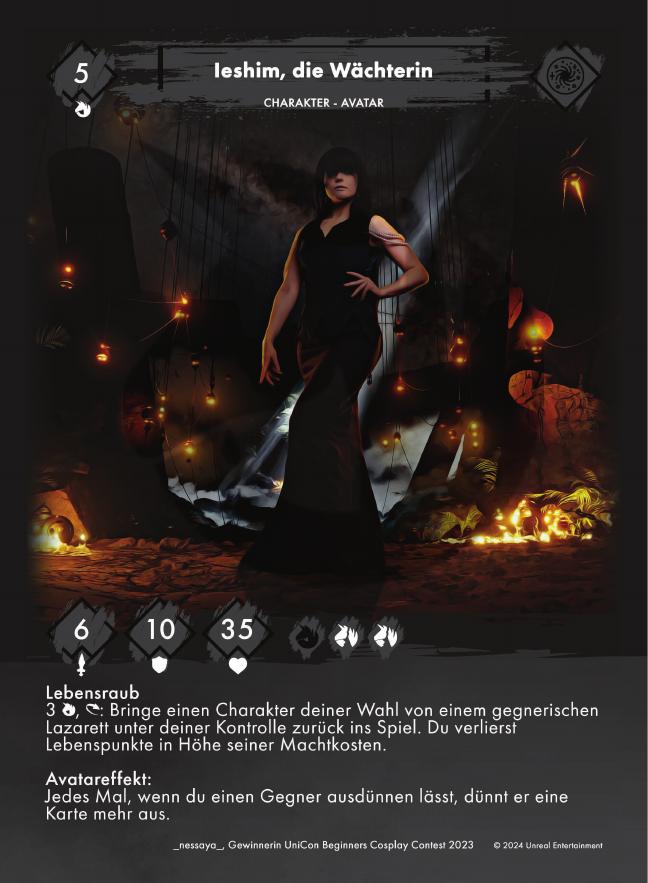 5
Ieshim, die Wächterin
CHARAKTER - AVATAR
6
10
35
Lebensraub
3 , : Bringe einen Charakter deiner Wahl von einem gegnerischen
Lazarett unter deiner Kontrolle zurück ins Spiel. Du verlierst
Lebenspunkte in Höhe seiner Machtkosten.
Avatareffekt:
Jedes Mal, wenn du einen Gegner ausdünnen lässt, dünnt er eine
Karte mehr aus.
_nessaya_, Gewinnerin UniCon Beginners Cosplay Contest 2023 © 2024 Unreal Entertainment